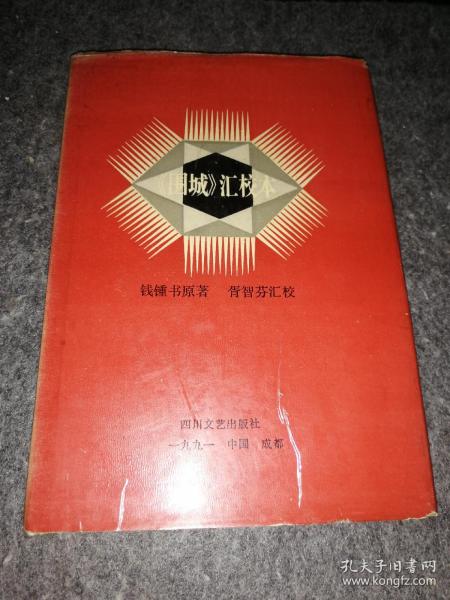 《围城》汇校本
钱锺书原著 胥智芬汇校
四川文艺出版社
一九九一 中国 成都
孔夫子旧书网
www.kongfz.com